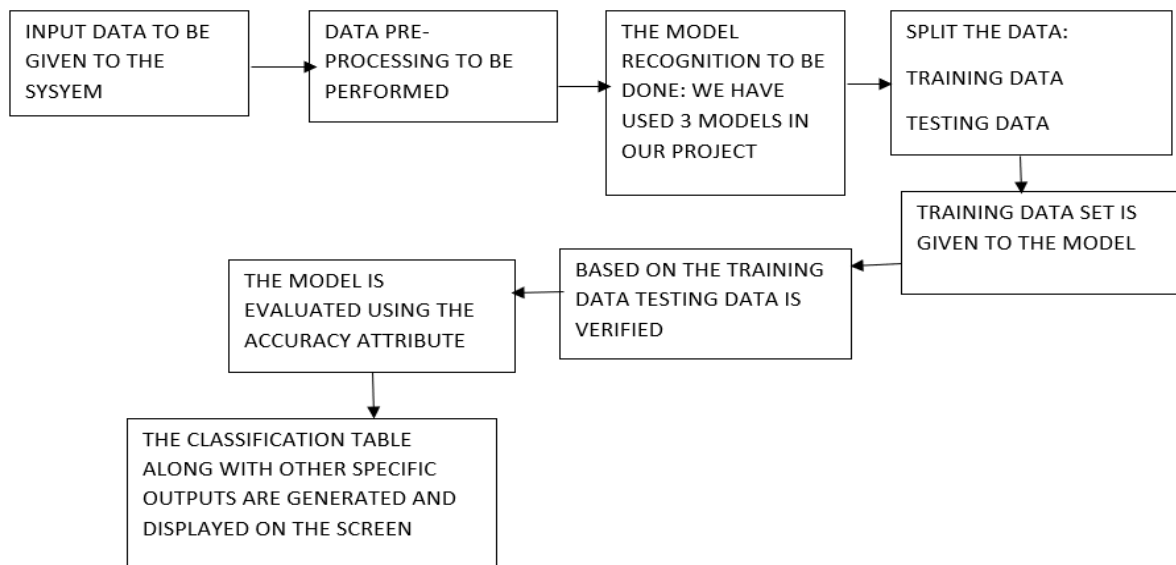 INPUT DATA TO BE
GIVEN TO THE
SYSYEM
DATA PRE-
PROCESSING TO BE
PERFORMED
THE MODEL
RECOGNITION TO BE
DONE: WE HAVE
USED 3 MODELS IN
OUR PROJECT
SPLIT THE DATA:
TRAINING DATA
TESTING DATA
TRAINING DATA SET IS
GIVEN TO THE MODEL
BASED ON THE TRAINING
DATA TESTING DATA IS
VERIFIED
THE MODEL IS
EVALUATED USING THE
ACCURACY ATTRIBUTE
THE CLASSIFICATION TABLE
ALONG WITH OTHER SPECIFIC
OUTPUTS ARE GENERATED AND
DISPLAYED ON THE SCREEN